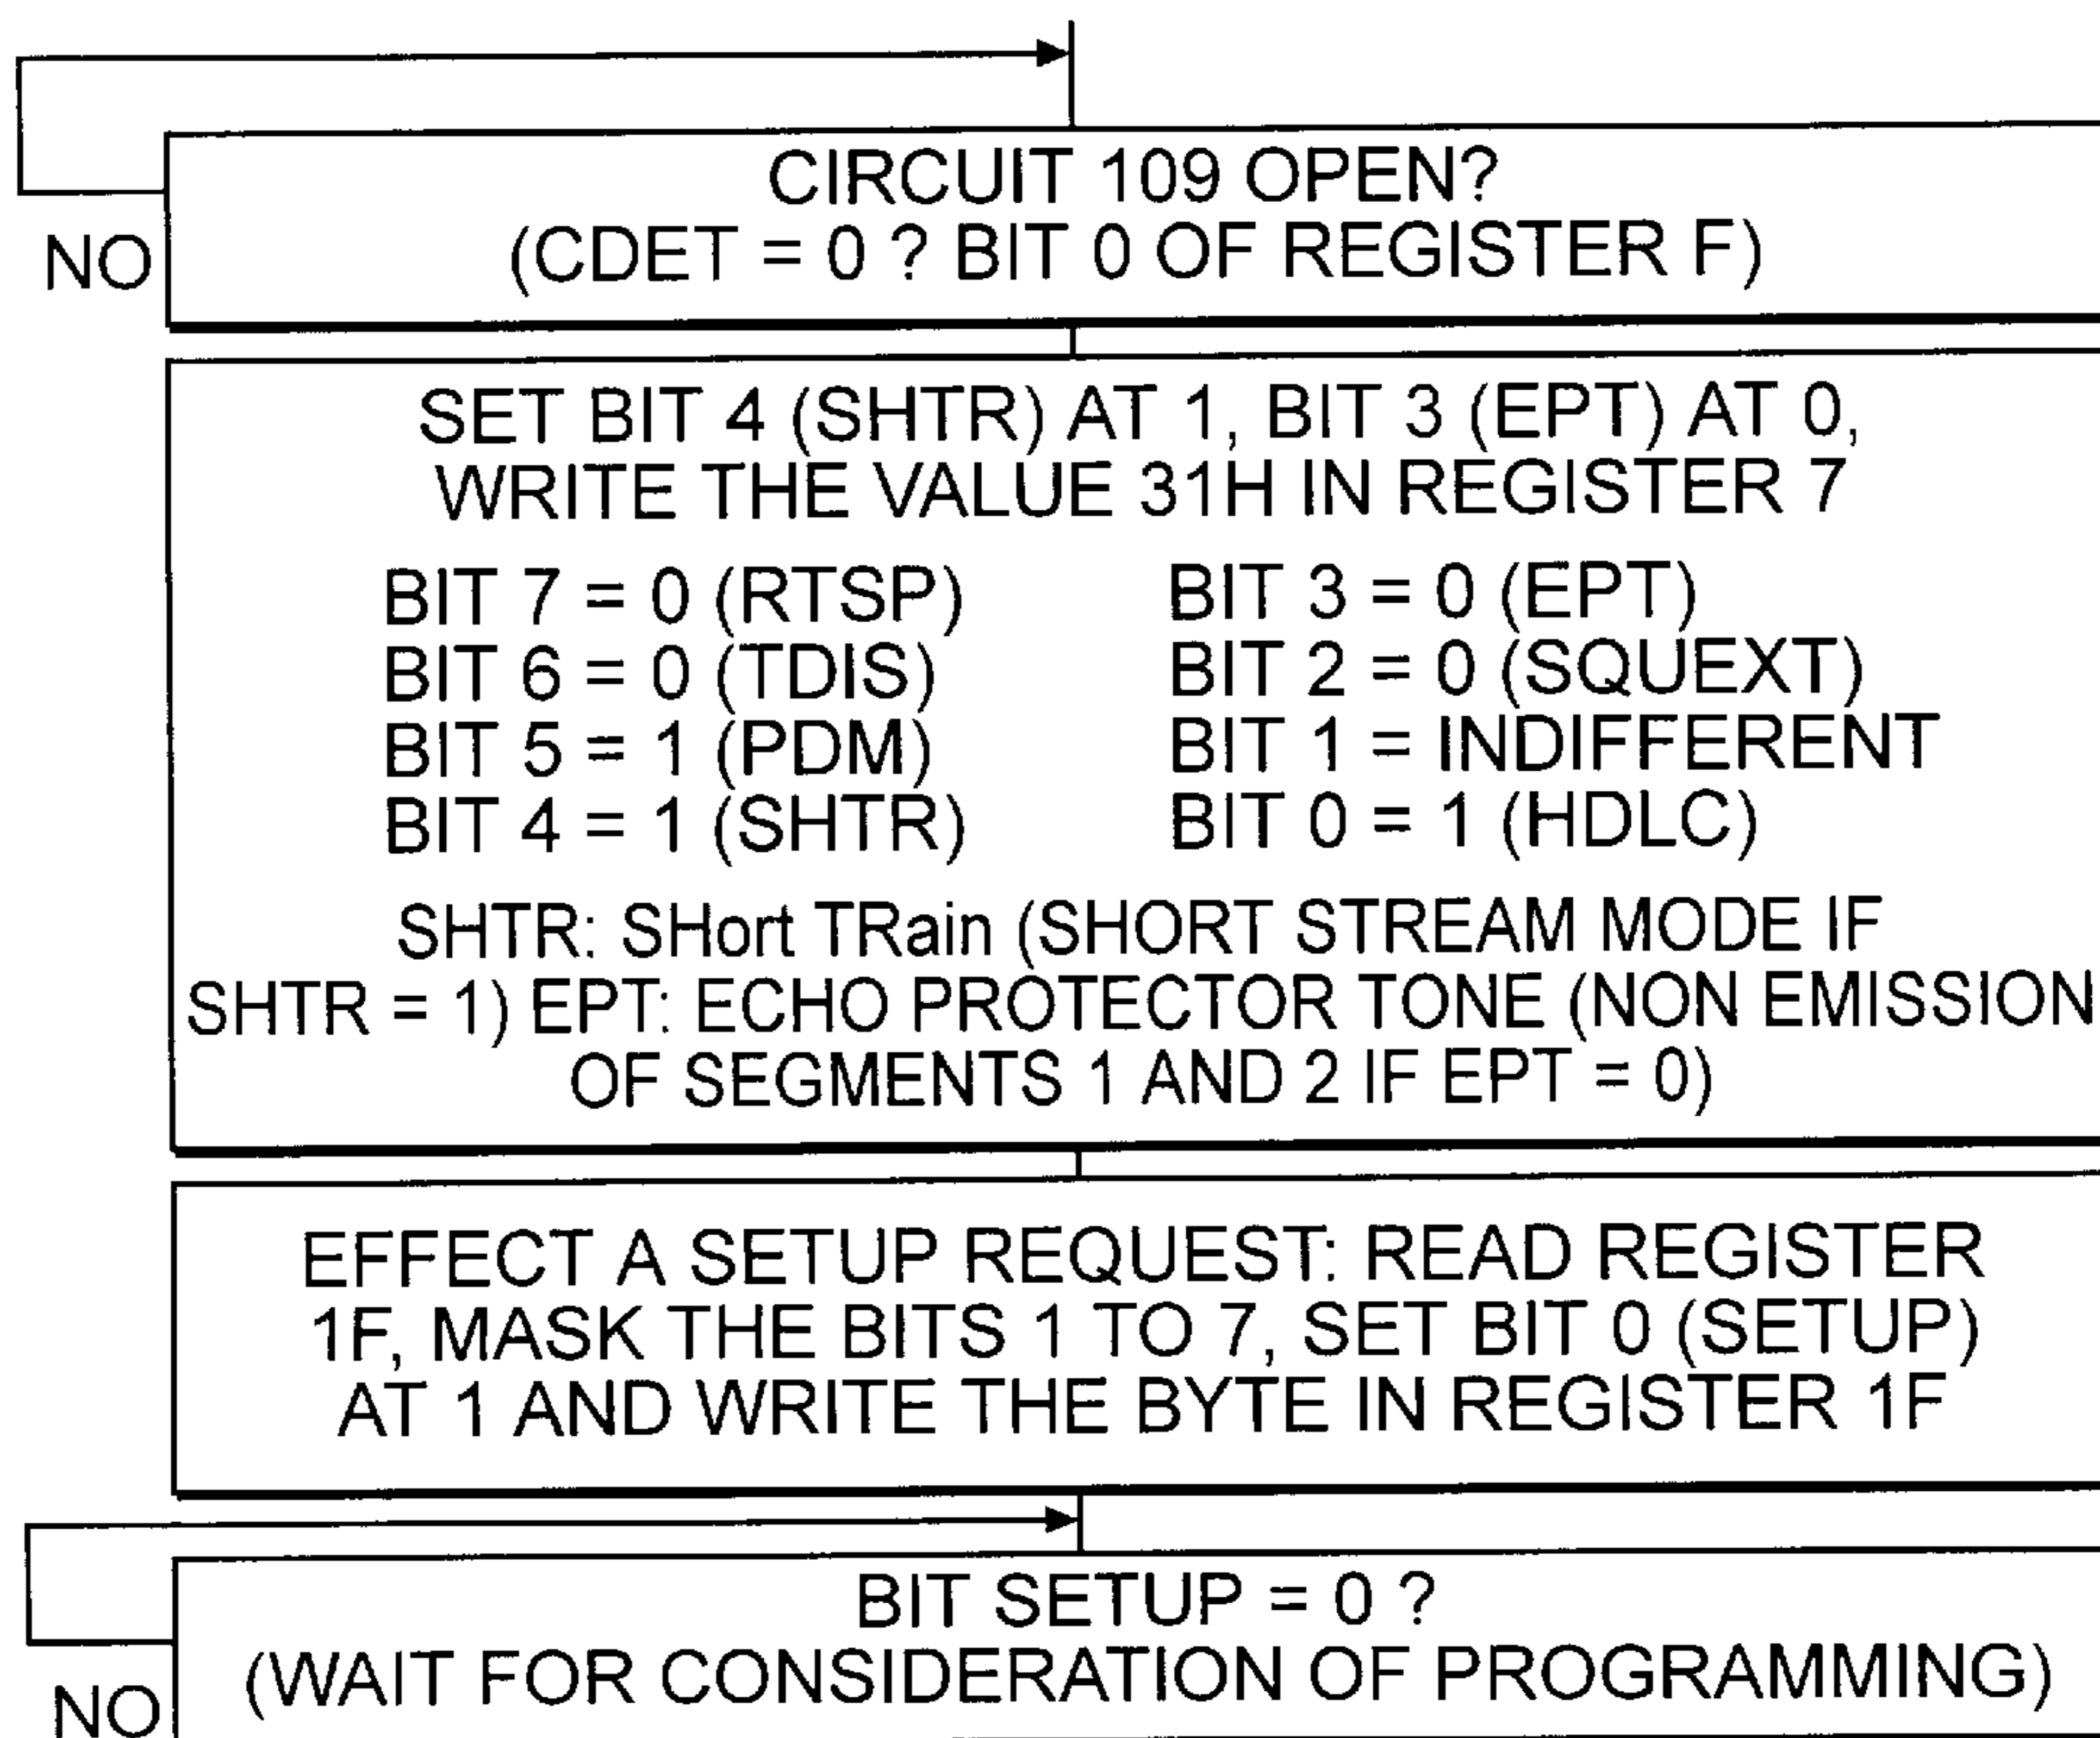 CIRCUIT 109 OPEN?
(CDET = 0 ? BIT 0 OF REGISTER F)
NO
SET BIT 4 (SHTR) AT 1, BIT 3 (EPT) AT 0,
WRITE THE VALUE 31H IN REGISTER 7
BIT 7 = 0 (RTSP)
BIT 6 = 0 (TDIS)
BIT 5 = 1 (PDM)
BIT 4 = 1 (SHTR)
BIT 3 = 0 (EPT)
BIT 2 = 0 (SQUEXT)
BIT 1 = INDIFFERENT
BIT 0 = 1 (HDLC)
SHTR: SHort TRain (SHORT STREAM MODE IF
SHTR = 1) EPT: ECHO PROTECTOR TONE (NON EMISSION
OF SEGMENTS 1 AND 2 IF EPT = 0)
EFFECT A SETUP REQUEST: READ REGISTER
1F, MASK THE BITS 1 TO 7, SET BIT 0 (SETUP)
AT 1 AND WRITE THE BYTE IN REGISTER 1F
BIT SETUP = 0 ?
(WAIT FOR CONSIDERATION OF PROGRAMMING)
NO